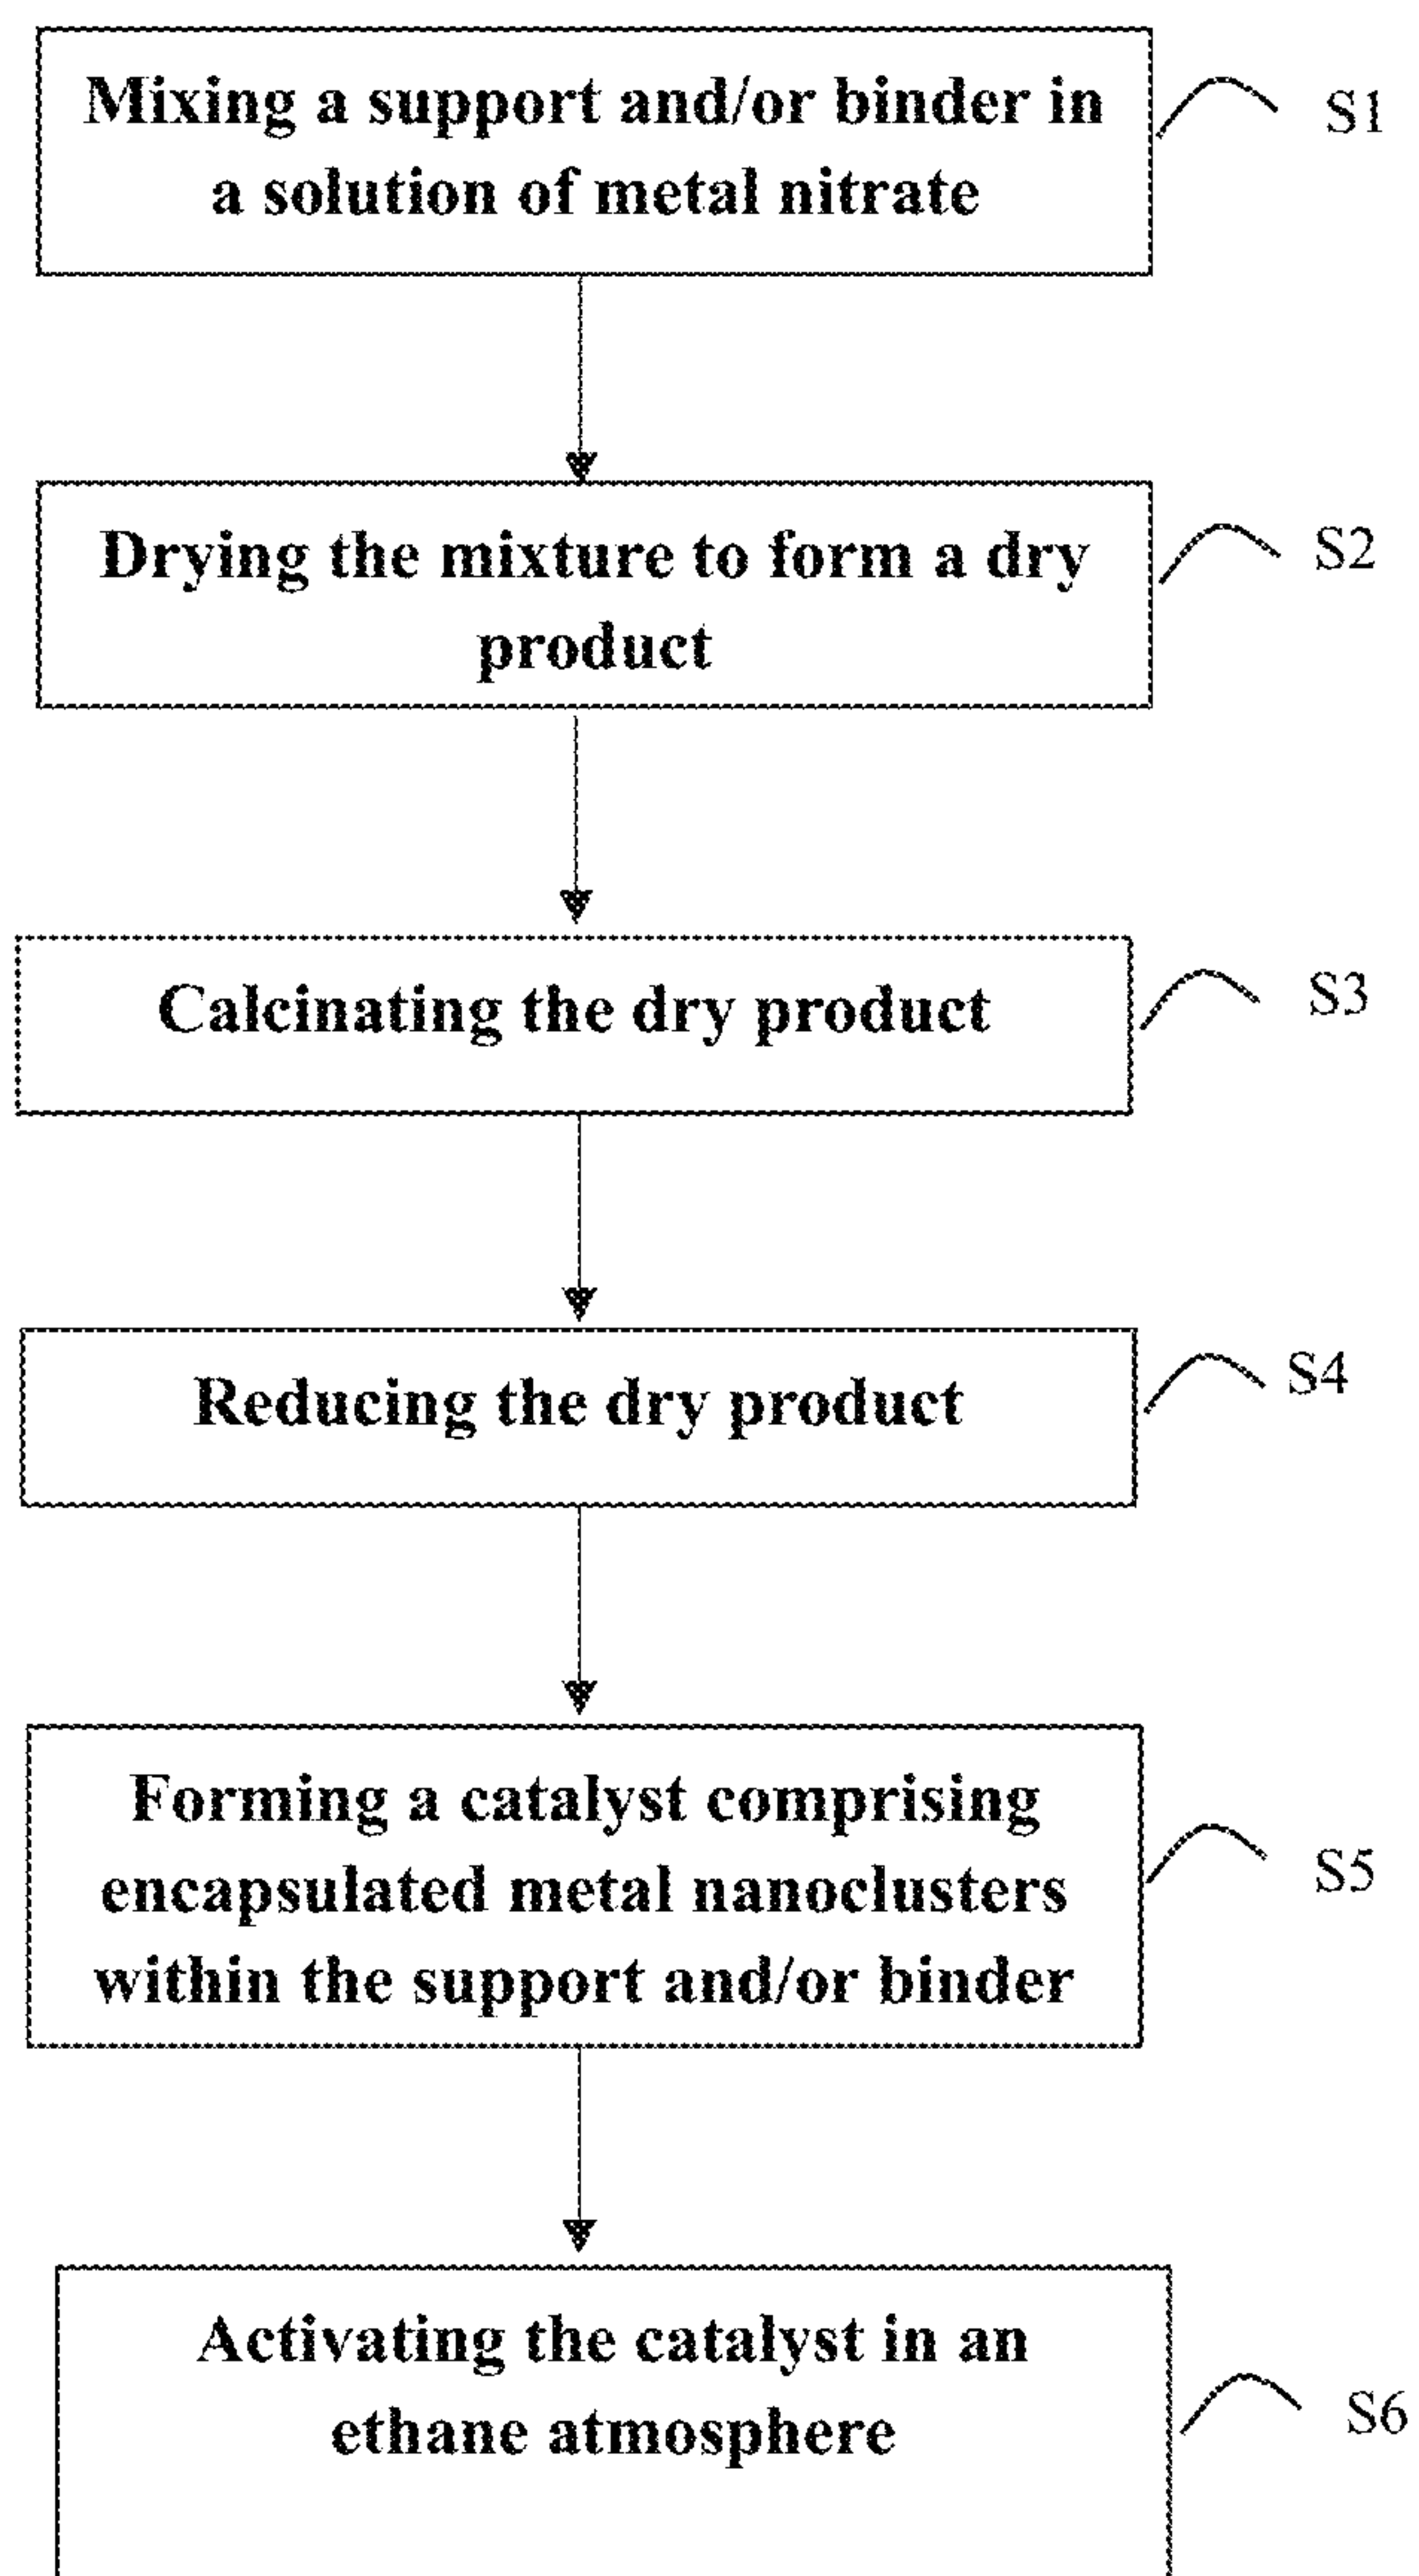 Mixing a support and/or binder in
a solution of metal nitrate
S1
Drying the mixture to form a dry
product
S2
Calcinating the dry product
S3
Reducing the dry product
S4
Forming a catalyst comprising
encapsulated metal nanoclusters
within the support and/or binder
S5
Activating the catalyst in an
ethane atmosphere
S6